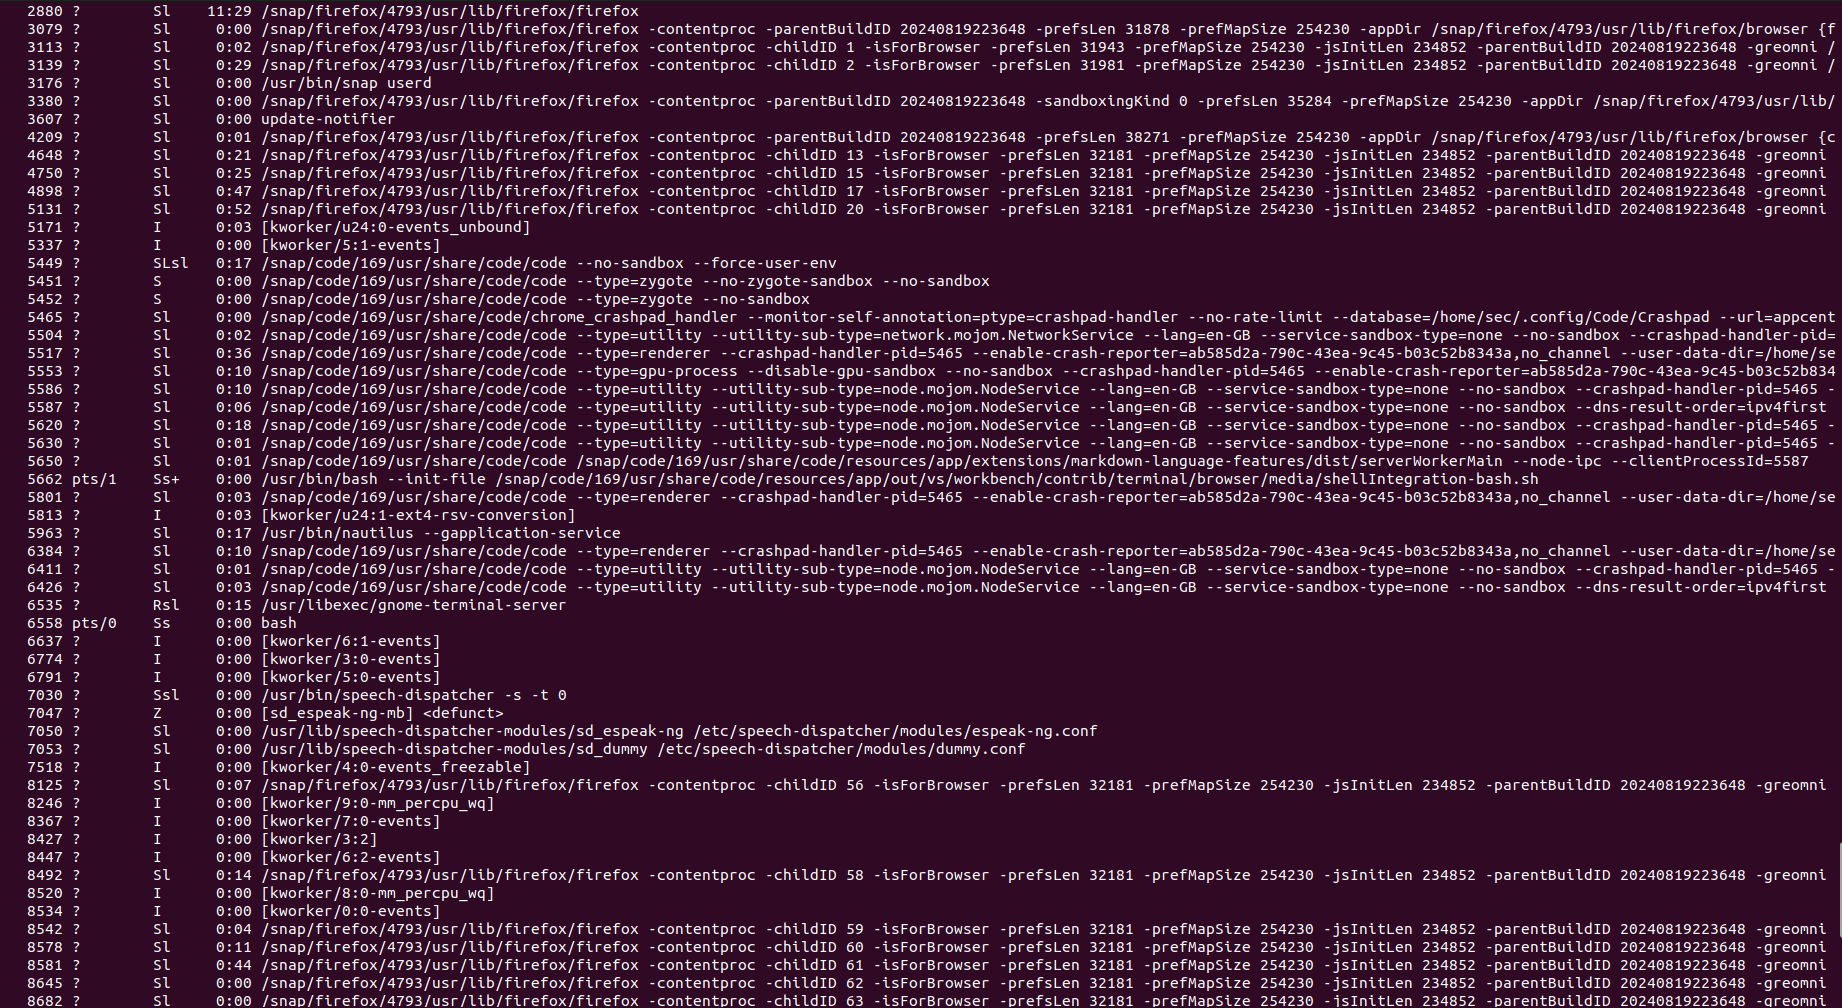 2880 ? Sl 11:29 /snap/firefox/4793/usr/lib/firefox/firefox
3079 ? Sl 0:00 /snap/firefox/4793/usr/lib/firefox/firefox -contentproc -parentBuildID 20240819223648 -prefsLen 31878 -prefMapSize 254230 -appDir /snap/firefox/4793/usr/lib/firefox/browser {f
3113 ? Sl 0:02 /snap/firefox/4793/usr/lib/firefox/firefox -contentproc -childID 1 -isForBrowser -prefsLen 31943 -prefMapSize 254230 -jsInitLen 234852 -parentBuildID 20240819223648 -greomni /
3139 ? Sl 0:29 /snap/firefox/4793/usr/lib/firefox/firefox -contentproc -childID 2 -isForBrowser -prefsLen 31981 -prefMapSize 254230 -jsInitLen 234852 -parentBuildID 20240819223648 -greomni /
3176 ? Sl 0:00 /usr/bin/snap userd
3380 ? Sl 0:00 /snap/firefox/4793/usr/lib/firefox/firefox -contentproc -parentBuildID 20240819223648 -sandboxingKind 0 -prefsLen 35284 -prefMapSize 254230 -appDir /snap/firefox/4793/usr/lib/
3607 ? Sl 0:00 update-notifier
4209 ? Sl 0:01 /snap/firefox/4793/usr/lib/firefox/firefox -contentproc -parentBuildID 20240819223648 -prefsLen 38271 -prefMapSize 254230 -appDir /snap/firefox/4793/usr/lib/firefox/browser {c
4648 ? Sl 0:21 /snap/firefox/4793/usr/lib/firefox/firefox -contentproc -childID 13 -isForBrowser -prefsLen 32181 -prefMapSize 254230 -jsInitLen 234852 -parentBuildID 20240819223648 -greomni
4750 ? Sl 0:25 /snap/firefox/4793/usr/lib/firefox/firefox -contentproc -childID 15 -isForBrowser -prefsLen 32181 -prefMapSize 254230 -jsInitLen 234852 -parentBuildID 20240819223648 -greomni
4898 ? Sl 0:47 /snap/firefox/4793/usr/lib/firefox/firefox -contentproc -childID 17 -isForBrowser -prefsLen 32181 -prefMapSize 254230 -jsInitLen 234852 -parentBuildID 20240819223648 -greomni
5131 ? Sl 0:52 /snap/firefox/4793/usr/lib/firefox/firefox -contentproc -childID 20 -isForBrowser -prefsLen 32181 -prefMapSize 254230 -jsInitLen 234852 -parentBuildID 20240819223648 -greomni
5171 ? I 0:03 [kworker/u24:0-events_unbound]
5337 ? I 0:00 [kworker/5:1-events]
5449 ? SLsl 0:17 /snap/code/169/usr/share/code/code --no-sandbox --force-user-env
5451 ? S 0:00 /snap/code/169/usr/share/code/code --type=zygote --no-zygote-sandbox --no-sandbox
5452 ? S 0:00 /snap/code/169/usr/share/code/code --type=zygote --no-sandbox
5465 ? Sl 0:00 /snap/code/169/usr/share/code/chrome_crashpad_handler --monitor-self-annotation=ptype=crashpad-handler --no-rate-limit --database=/home/sec/.config/Code/Crashpad --url=appcent
5504 ? Sl 0:02 /snap/code/169/usr/share/code/code --type=utility --utility-sub-type=network.mojom.NetworkService --lang=en-GB --service-sandbox-type=none --no-sandbox --crashpad-handler-pid=
5517 ? Sl 0:36 /snap/code/169/usr/share/code/code --type=renderer --crashpad-handler-pid=5465 --enable-crash-reporter=ab585d2a-790c-43ea-9c45-b03c52b8343a,no_channel --user-data-dir=/home/se
5553 ? Sl 0:10 /snap/code/169/usr/share/code/code --type=gpu-process --disable-gpu-sandbox --no-sandbox --crashpad-handler-pid=5465 --enable-crash-reporter=ab585d2a-790c-43ea-9c45-b03c52b834
5586 ? Sl 0:10 /snap/code/169/usr/share/code/code --type=utility --utility-sub-type=node.mojom.NodeService --lang=en-GB --service-sandbox-type=none --no-sandbox --crashpad-handler-pid=5465 -
5587 ? Sl 0:06 /snap/code/169/usr/share/code/code --type=utility --utility-sub-type=node.mojom.NodeService --lang=en-GB --service-sandbox-type=none --no-sandbox --dns-result-order=ipv4first
5620 ? Sl 0:18 /snap/code/169/usr/share/code/code --type=utility --utility-sub-type=node.mojom.NodeService --lang=en-GB --service-sandbox-type=none --no-sandbox --crashpad-handler-pid=5465 -
5630 ? Sl 0:01 /snap/code/169/usr/share/code/code --type=utility --utility-sub-type=node.mojom.NodeService --lang=en-GB --service-sandbox-type=none --no-sandbox --crashpad-handler-pid=5465 -
5650 ? Sl 0:01 /snap/code/169/usr/share/code/code /snap/code/169/usr/share/code/resources/app/extensions/markdown-language-features/dist/serverWorkerMain --node-ipc --clientProcessId=5587
5662 pts/1 Ss+ 0:00 /usr/bin/bash --init-file /snap/code/169/usr/share/code/resources/app/out/vs/workbench/contrib/terminal/browser/media/shellIntegration-bash.sh
5801 ? Sl 0:03 /snap/code/169/usr/share/code/code --type=renderer --crashpad-handler-pid=5465 --enable-crash-reporter=ab585d2a-790c-43ea-9c45-b03c52b8343a,no_channel --user-data-dir=/home/se
5813 ? I 0:03 [kworker/u24:1-ext4-rsv-conversion]
5963 ? Sl 0:17 /usr/bin/nautilus --gapplication-service
6384 ? Sl 0:10 /snap/code/169/usr/share/code/code --type=renderer --crashpad-handler-pid=5465 --enable-crash-reporter=ab585d2a-790c-43ea-9c45-b03c52b8343a,no_channel --user-data-dir=/home/se
6411 ? Sl 0:01 /snap/code/169/usr/share/code/code --type=utility --utility-sub-type=node.mojom.NodeService --lang=en-GB --service-sandbox-type=none --no-sandbox --crashpad-handler-pid=5465 -
6426 ? Sl 0:03 /snap/code/169/usr/share/code/code --type=utility --utility-sub-type=node.mojom.NodeService --lang=en-GB --service-sandbox-type=none --no-sandbox --dns-result-order=ipv4first
6535 ? Rsl 0:15 /usr/libexec/gnome-terminal-server
6558 pts/0 Ss 0:00 bash
6637 ? I 0:00 [kworker/6:1-events]
6774 ? I 0:00 [kworker/3:0-events]
6791 ? I 0:00 [kworker/5:0-events]
7030 ? Ssl 0:00 /usr/bin/speech-dispatcher -s -t 0
7047 ? Z 0:00 [sd_espeak-ng-mb] <defunct>
7050 ? Sl 0:00 /usr/lib/speech-dispatcher-modules/sd_espeak-ng /etc/speech-dispatcher/modules/espeak-ng.conf
7053 ? Sl 0:00 /usr/lib/speech-dispatcher-modules/sd_dummy /etc/speech-dispatcher/modules/dummy.conf
7518 ? I 0:00 [kworker/4:0-events_freezable]
8125 ? Sl 0:07 /snap/firefox/4793/usr/lib/firefox/firefox -contentproc -childID 56 -isForBrowser -prefsLen 32181 -prefMapSize 254230 -jsInitLen 234852 -parentBuildID 20240819223648 -greomni
8246 ? I 0:00 [kworker/9:0-mm_percpu_wq]
8367 ? I 0:00 [kworker/7:0-events]
8427 ? I 0:00 [kworker/3:2]
8447 ? I 0:00 [kworker/6:2-events]
8492 ? Sl 0:14 /snap/firefox/4793/usr/lib/firefox/firefox -contentproc -childID 58 -isForBrowser -prefsLen 32181 -prefMapSize 254230 -jsInitLen 234852 -parentBuildID 20240819223648 -greomni
8520 ? I 0:00 [kworker/8:0-mm_percpu_wq]
8534 ? I 0:00 [kworker/0:0-events]
8542 ? Sl 0:04 /snap/firefox/4793/usr/lib/firefox/firefox -contentproc -childID 59 -isForBrowser -prefsLen 32181 -prefMapSize 254230 -jsInitLen 234852 -parentBuildID 20240819223648 -greomni
8578 ? Sl 0:11 /snap/firefox/4793/usr/lib/firefox/firefox -contentproc -childID 60 -isForBrowser -prefsLen 32181 -prefMapSize 254230 -jsInitLen 234852 -parentBuildID 20240819223648 -greomni
8581 ? Sl 0:44 /snap/firefox/4793/usr/lib/firefox/firefox -contentproc -childID 61 -isForBrowser -prefsLen 32181 -prefMapSize 254230 -jsInitLen 234852 -parentBuildID 20240819223648 -greomni
8645 ? Sl 0:00 /snap/firefox/4793/usr/lib/firefox/firefox -contentproc -childID 62 -isForBrowser -prefsLen 32181 -prefMapSize 254230 -jsInitLen 234852 -parentBuildID 20240819223648 -greomni
8682 ? Sl 0:00 /snap/firefox/4793/usr/lib/firefox/firefox -contentproc -childID 63 -isForBrowser -prefsLen 32181 -prefMapSize 254230 -jsInitLen 234852 -parentBuildID 20240819223648 -greomni